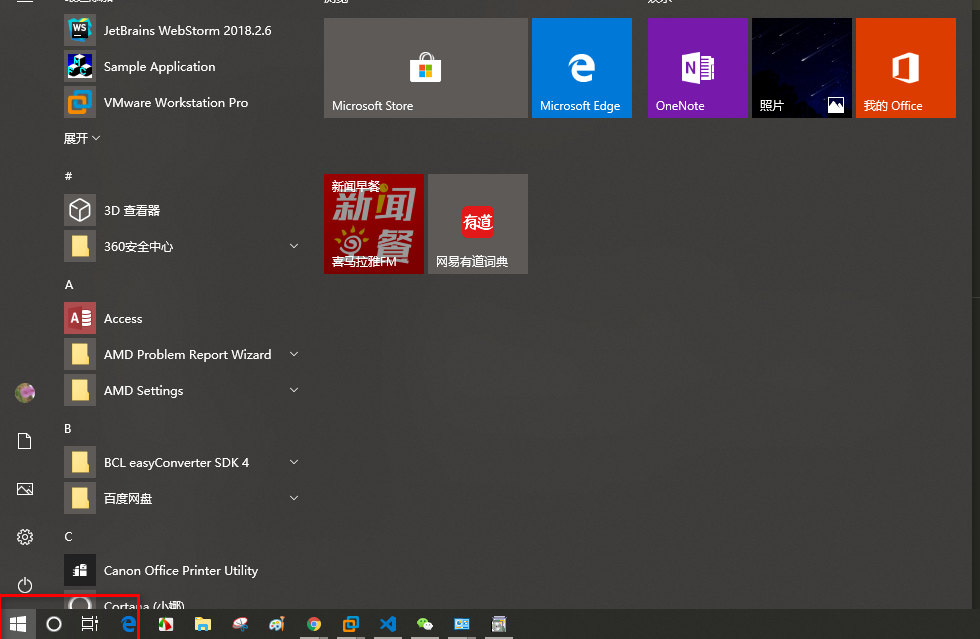 JetBrains WebStorm 2018.2.6
Sample Application
VMware Workstation Pro
展开
#
3D 查看器
360安全中心
A
Access
AMD Problem Report Wizard
AMD Settings
B
BCL easyConverter SDK 4
百度网盘
C
Canon Office Printer Utility
Cortana (小娜)
Microsoft Store
Microsoft Edge
OneNote
照片
我的 Office
新闻早餐
新闻
餐
喜马拉雅FM
有道
网易有道词典